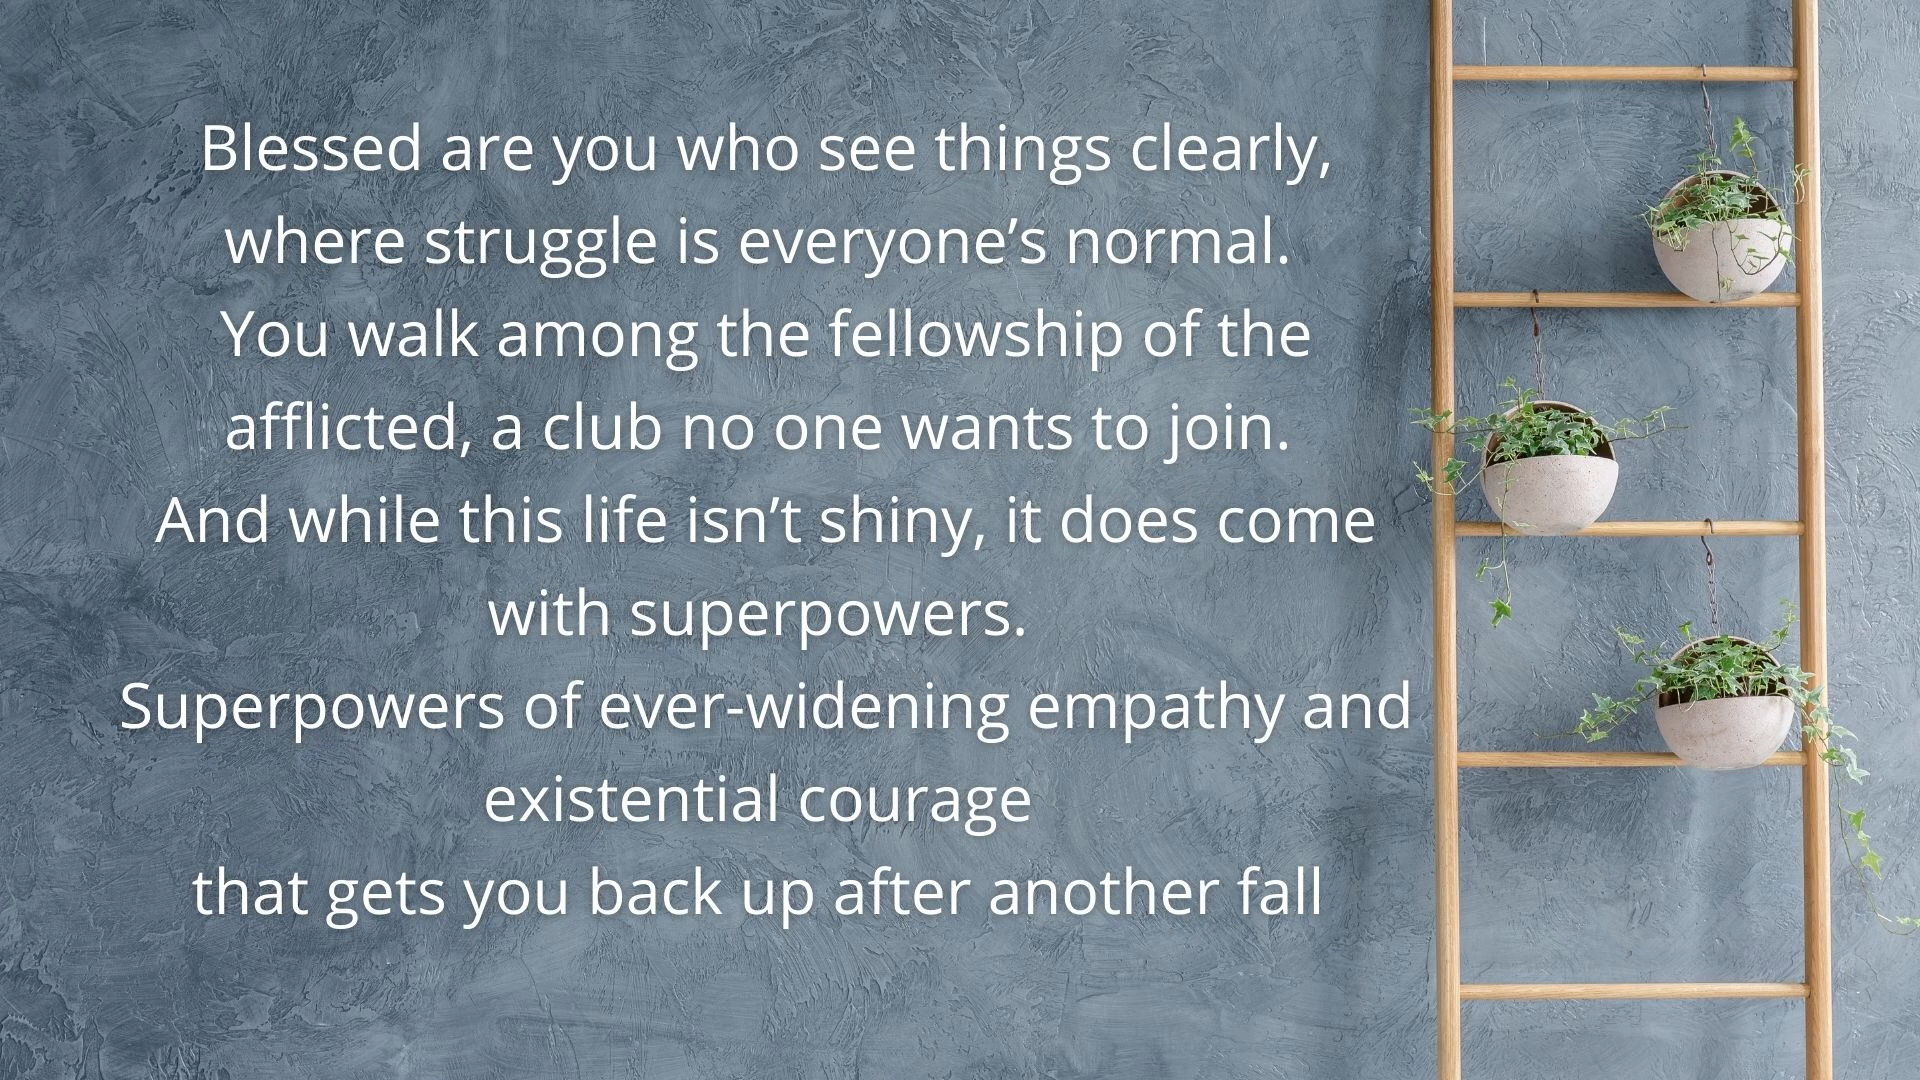 Blessed are you who see things clearly,
where struggle is everyone’s normal.
You walk among the fellowship of the
afflicted, a club no one wants to join.
And while this life isn’t shiny, it does come
with superpowers.
Superpowers of ever-widening empathy and
existential courage
that gets you back up after another fall